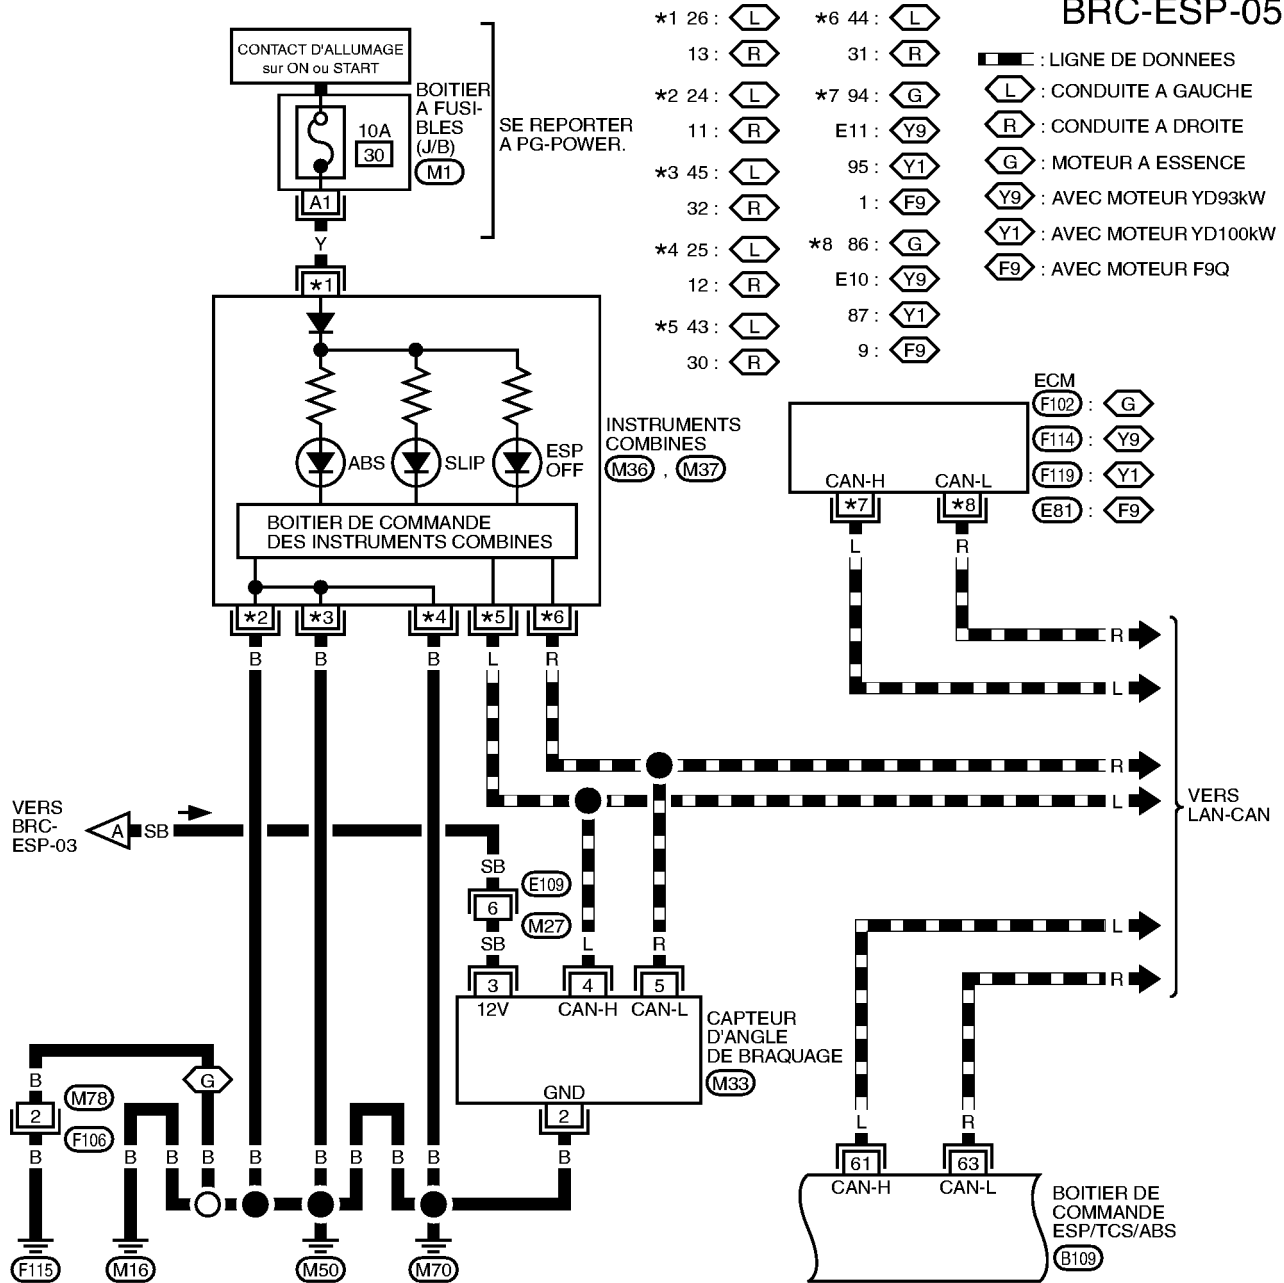 BRC-ESP-05
CONTACT D'ALLUMAGE
sur ON ou START
BOITIER
A FUSI-
BLES
(J/B)
M1
10A
30
SE REPORTER
A PG-POWER.
A1
Y
*1
*1 26 : L
13 : R
*2 24 : L
11 : R
*3 45 : L
32 : R
*4 25 : L
12 : R
*5 43 : L
30 : R
*6 44 : L
31 : R
*7 94 : G
E11 : Y9
95 : Y1
1 : F9
*8 86 : G
E10 : Y9
87 : Y1
9 : F9
: LIGNE DE DONNEES
L : CONDUITE A GAUCHE
R : CONDUITE A DROITE
G : MOTEUR A ESSENCE
Y9 : AVEC MOTEUR YD93kW
Y1 : AVEC MOTEUR YD100kW
F9 : AVEC MOTEUR F9Q
ABS
SLIP
ESP
OFF
INSTRUMENTS
COMBINES
M36 , M37
BOITIER DE COMMANDE
DES INSTRUMENTS COMBINES
*2 *3 *4 *5 *6
B B B L R
ECM
F102 : G
F114 : Y9
F119 : Y1
E81 : F9
CAN-H CAN-L
*7 *8
L R
R
L
R
L
VERS
LAN-CAN
L
R
VERS
BRC-
ESP-03
A SB
SB
E109
6
M27
SB L R
3 4 5
12V CAN-H CAN-L
CAPTEUR
D'ANGLE
DE BRAQUAGE
M33
GND
2
B
G
B
M78
2
F106
B B B B B B B B B
F115 M16 M50 M70
L R
61 63
CAN-H CAN-L
BOITIER DE
COMMANDE
ESP/TCS/ABS
B109